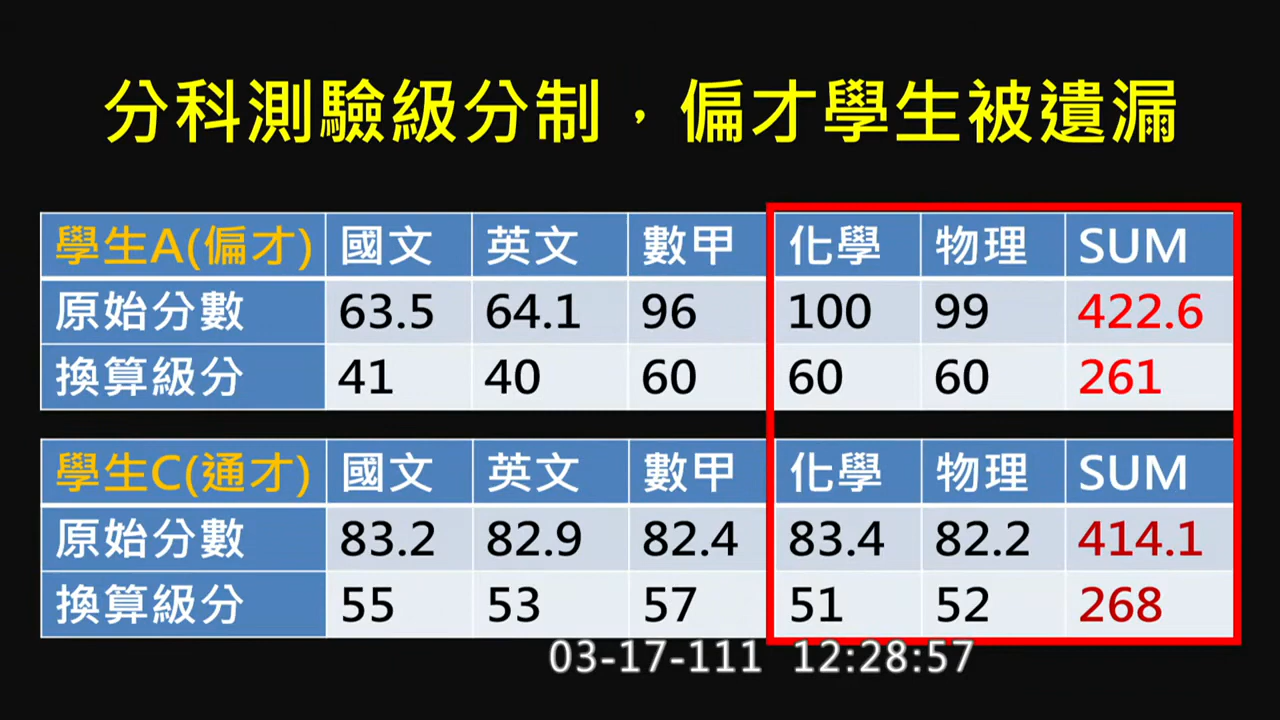 分科測驗級分制，偏才學生被遺漏
學生A(偏才) 國文 英文 數甲 化學 物理 SUM
原始分數 63.5 64.1 96 100 99 422.6
換算級分 41 40 60 60 60 261
學生C(通才) 國文 英文 數甲 化學 物理 SUM
原始分數 83.2 82.9 82.4 83.4 82.2 414.1
換算級分 55 53 57 51 52 268
03-17-111 12:28:57